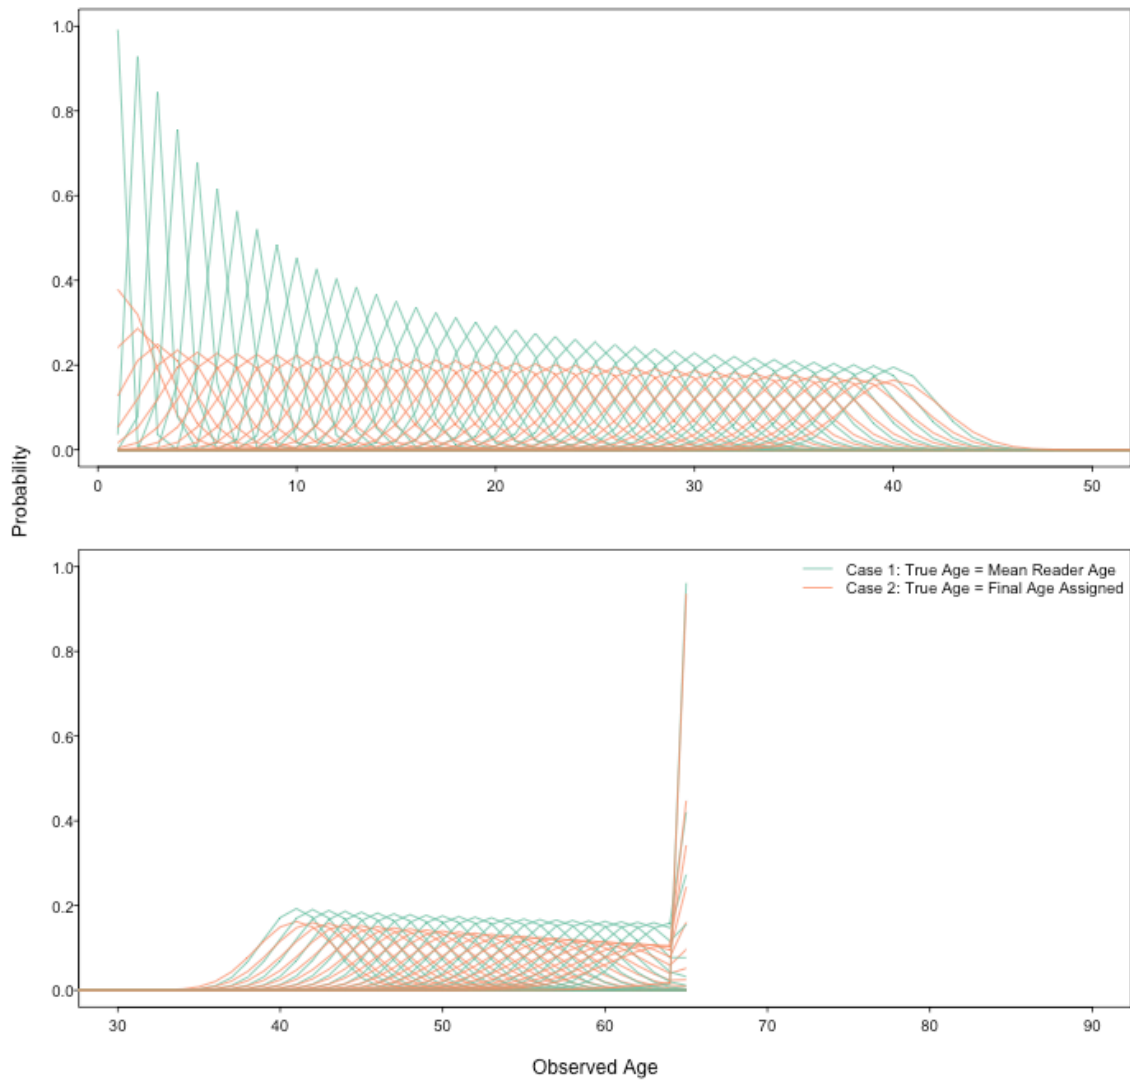 1.0
0.8
0.6
0.4
0.2
0.0
0 10 20 30 40 50
Probability
1.0
0.8
0.6
0.4
0.2
0.0
Case 1: True Age = Mean Reader Age
Case 2: True Age = Final Age Assigned
30 40 50 60 70 80 90
Observed Age